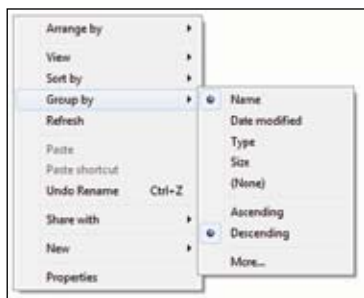 Arrange by
View
Sort by
Group by
Refresh
Paste
Paste shortcut
Undo Rename Ctrl+Z
Share with
New
Properties
Name
Date modified
Type
Size
(None)
Ascending
Descending
More...